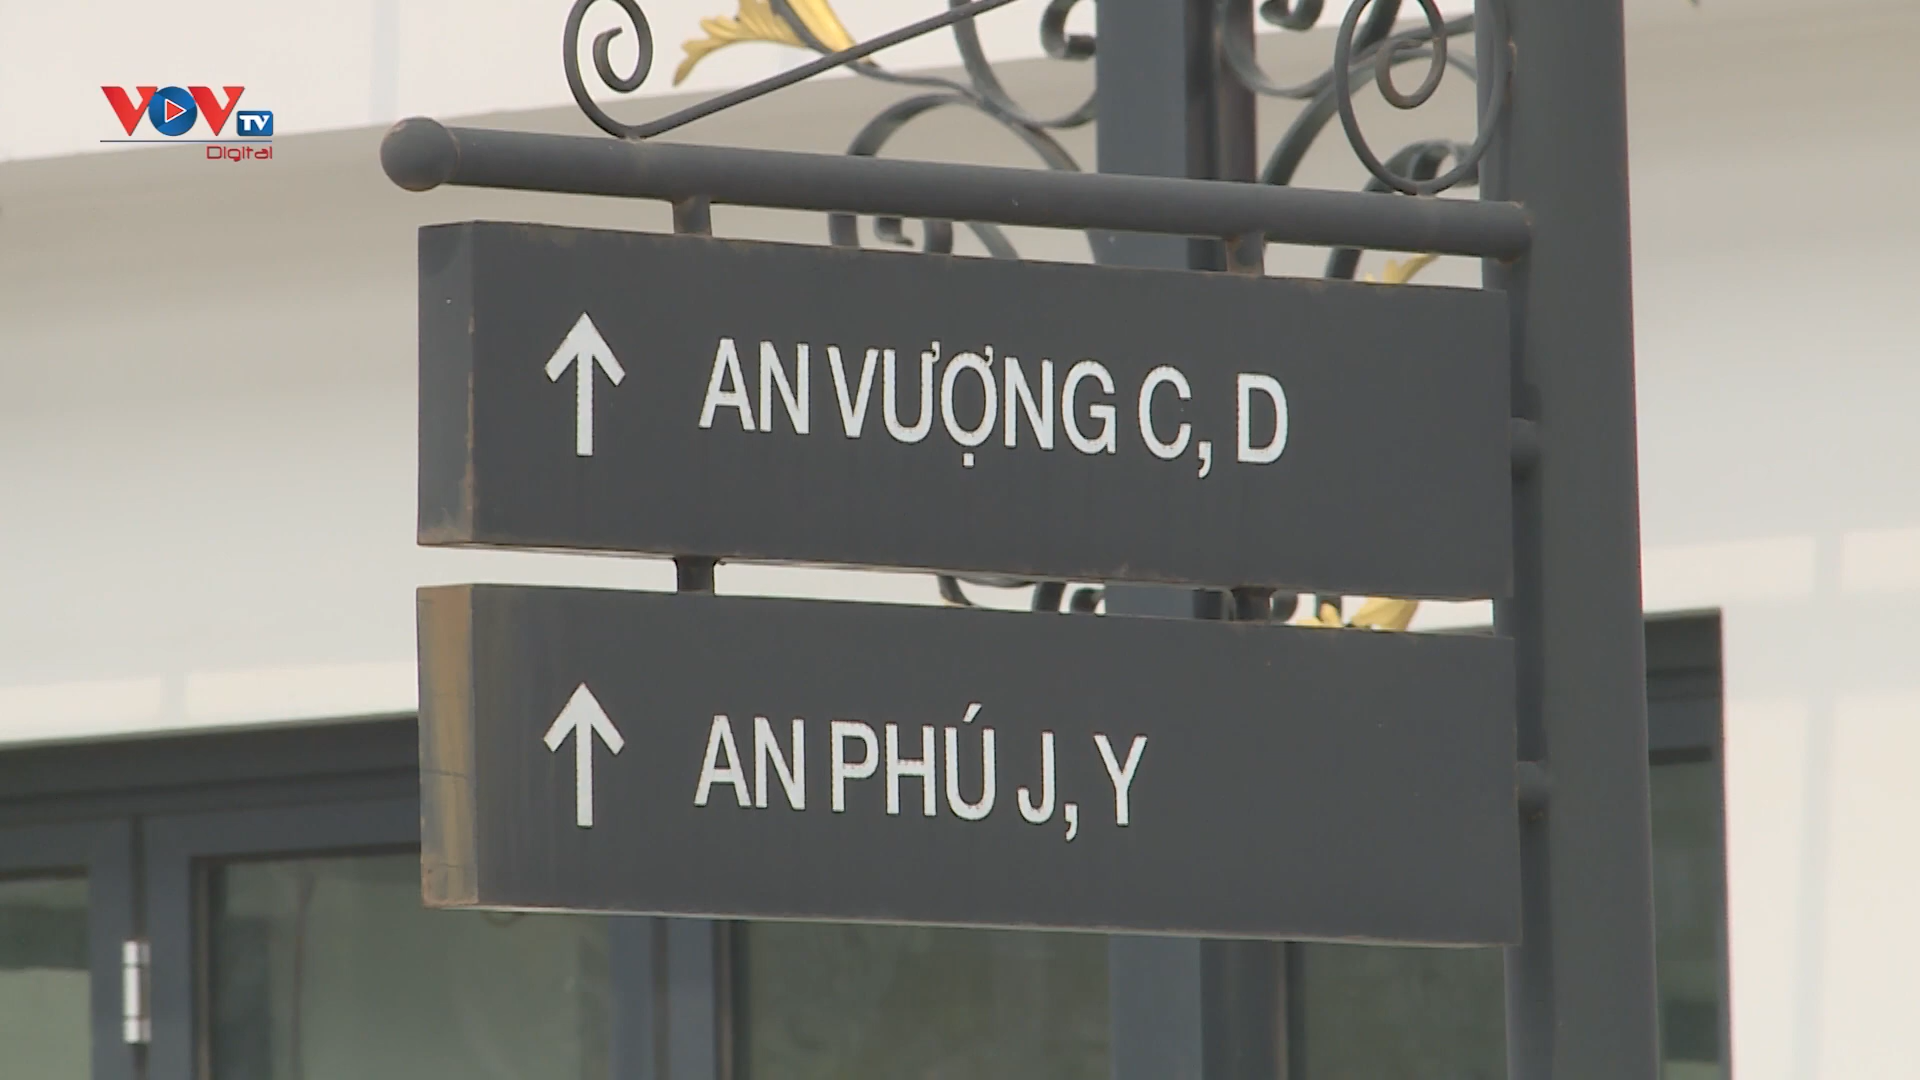 VOV TV
Digital
AN VƯỢNG C, D
AN PHÚ J, Y